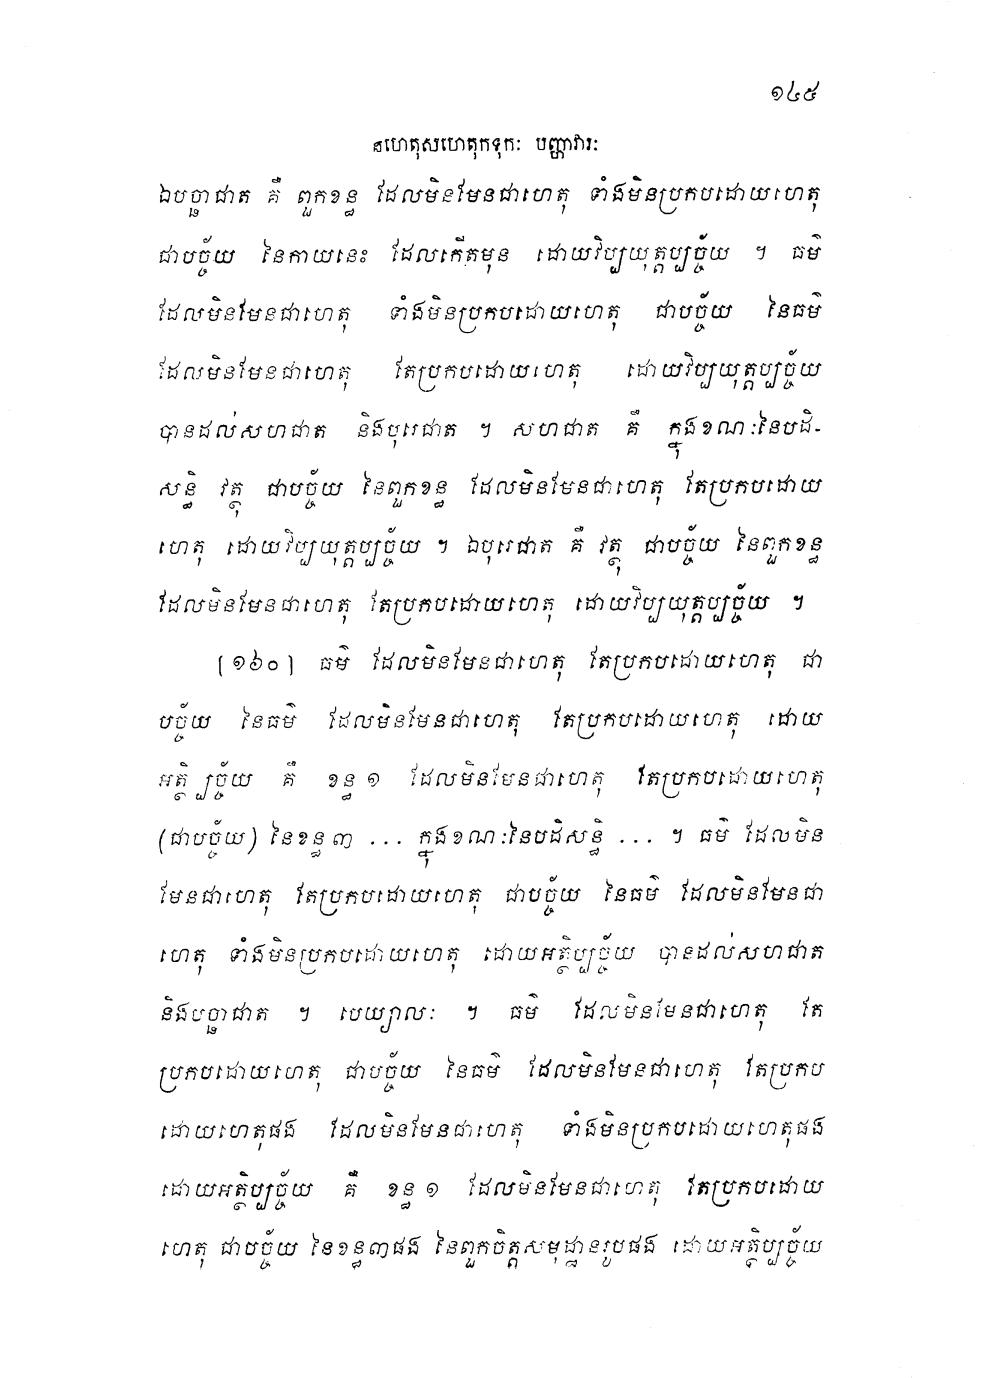 ១៤៥
នហេតុសហេតុកទុកៈ បញ្ហាវារៈ
ឯបច្ឆាជាត គឺ ពួកខន្ធ ដែលមិនមែនជាហេតុ ទាំងមិនប្រកបដោយហេតុ
ជាបច្ច័យ នៃកាយនេះ ដែលកើតមុន ដោយវិប្បយុត្តប្បច្ច័យ ។ ធម៌
ដែលមិនមែនជាហេតុ ទាំងមិនប្រកបដោយហេតុ ជាបច្ច័យ នៃធម៌
ដែលមិនមែនជាហេតុ តែប្រកបដោយហេតុ ដោយវិប្បយុត្តប្បច្ច័យ
បានដល់សហជាត និងបុរេជាត ។ សហជាត គឺ ក្នុងខណៈនៃបដិ-
សន្ធិ វត្ថុ ជាបច្ច័យ នៃពួកខន្ធ ដែលមិនមែនជាហេតុ តែប្រកបដោយ
ហេតុ ដោយវិប្បយុត្តប្បច្ច័យ ។ ឯបុរេជាត គឺ វត្ថុ ជាបច្ច័យ នៃពួកខន្ធ
ដែលមិនមែនជាហេតុ តែប្រកបដោយហេតុ ដោយវិប្បយុត្តប្បច្ច័យ ។
[១៦០] ធម៌ ដែលមិនមែនជាហេតុ តែប្រកបដោយហេតុ ជា
បច្ច័យ នៃធម៌ ដែលមិនមែនជាហេតុ តែប្រកបដោយហេតុ ដោយ
អត្ថិប្បច្ច័យ គឺ ខន្ធ ១ ដែលមិនមែនជាហេតុ តែប្រកបដោយហេតុ
(ជាបច្ច័យ) នៃខន្ធ ៣ ... ក្នុងខណៈនៃបដិសន្ធិ ... ។ ធម៌ ដែលមិន
មែនជាហេតុ តែប្រកបដោយហេតុ ជាបច្ច័យ នៃធម៌ ដែលមិនមែនជា
ហេតុ ទាំងមិនប្រកបដោយហេតុ ដោយអត្ថិប្បច្ច័យ បានដល់សហជាត
និងបច្ឆាជាត ។ បេយ្យាលៈ ។ ធម៌ ដែលមិនមែនជាហេតុ តែ
ប្រកបដោយហេតុ ជាបច្ច័យ នៃធម៌ ដែលមិនមែនជាហេតុ តែប្រកប
ដោយហេតុផង ដែលមិនមែនជាហេតុ ទាំងមិនប្រកបដោយហេតុផង
ដោយអត្ថិប្បច្ច័យ គឺ ខន្ធ ១ ដែលមិនមែនជាហេតុ តែប្រកបដោយ
ហេតុ ជាបច្ច័យ នៃខន្ធ៣ផង នៃពួកចិត្តសមុដ្ឋានរូបផង ដោយអត្ថិប្បច្ច័យ